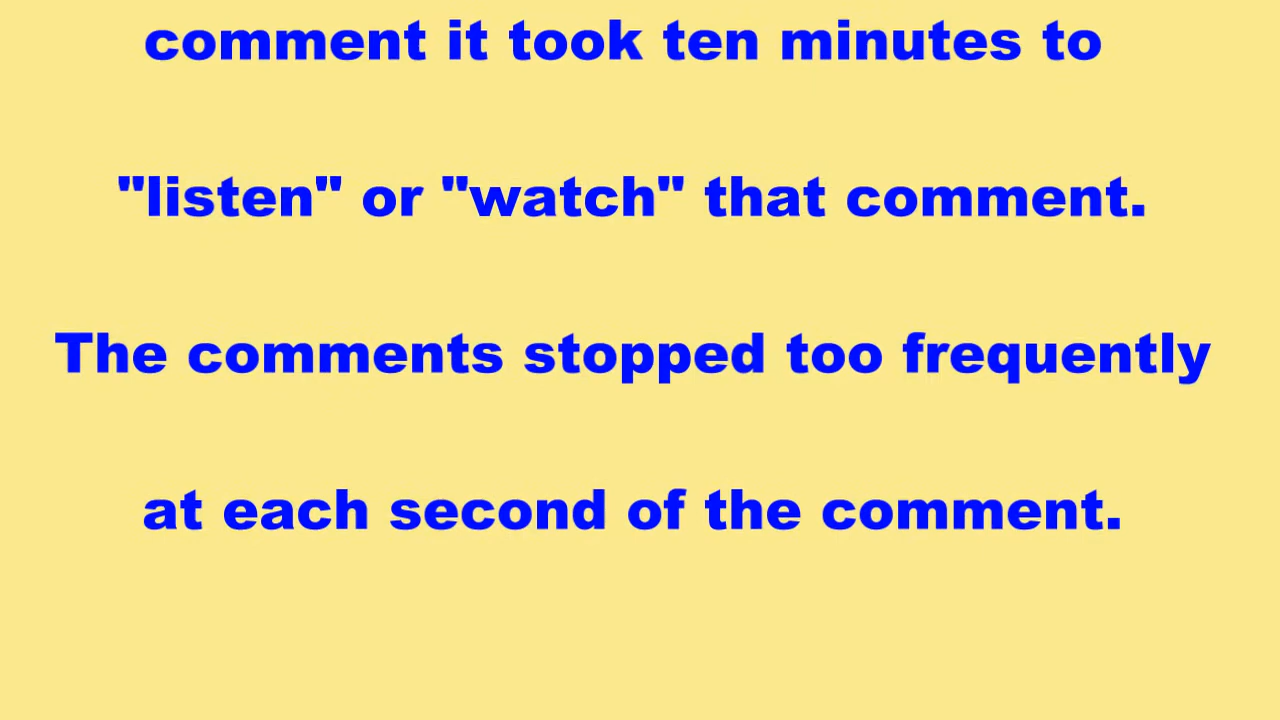 comment it took ten minutes to
"listen" or "watch" that comment.
The comments stopped too frequently
at each second of the comment.